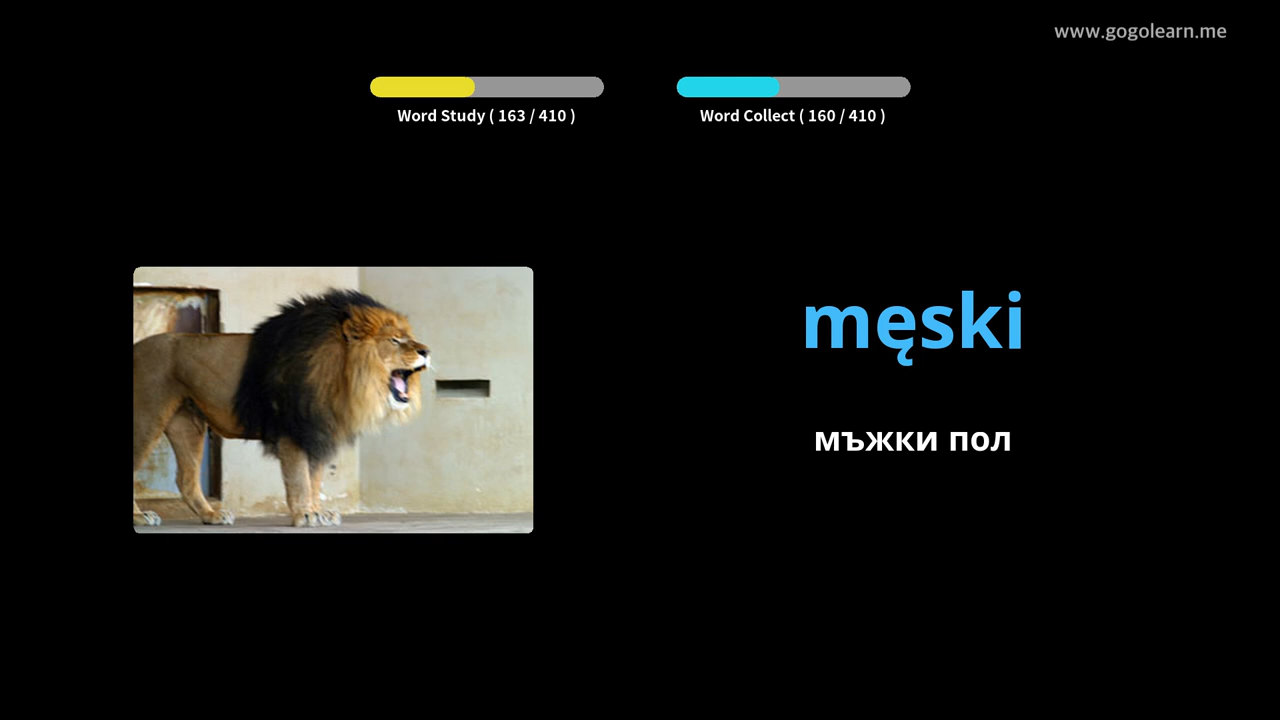 www.gogolearn.me
Word Study ( 163 / 410 )
Word Collect ( 160 / 410 )
męski
мъжки пол